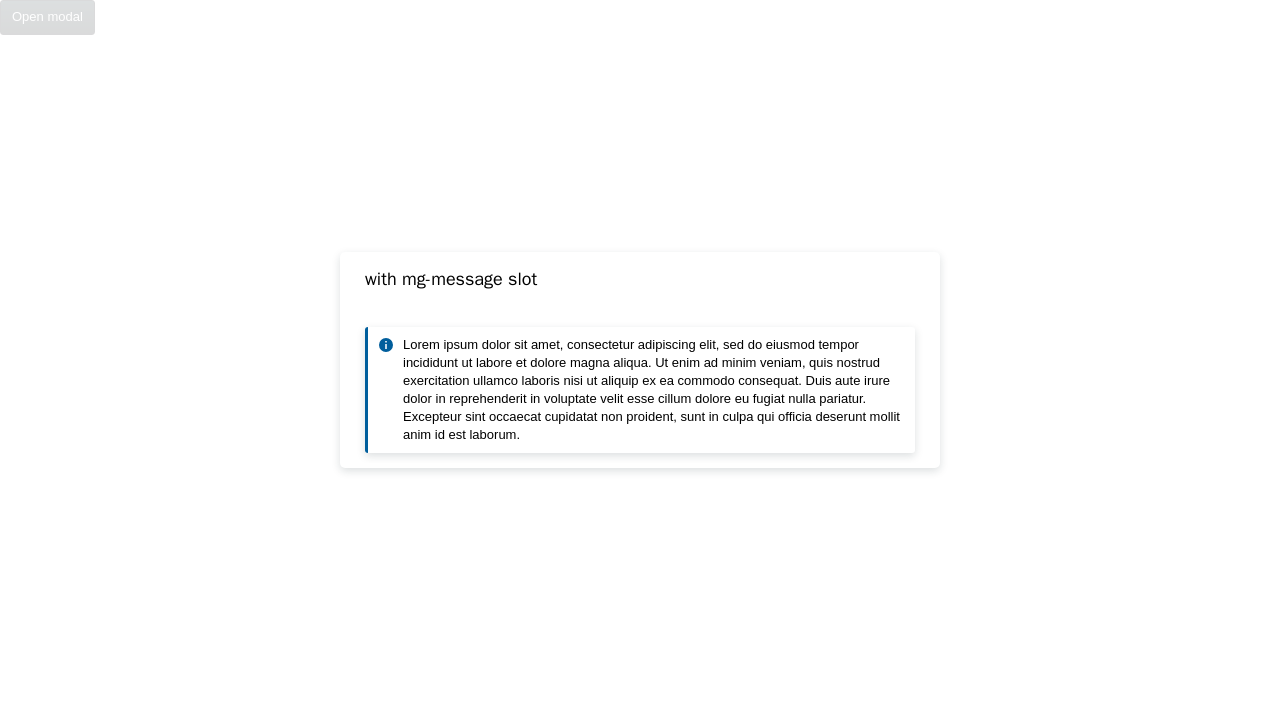 Open modal
with mg-message slot
Lorem ipsum dolor sit amet, consectetur adipiscing elit, sed do eiusmod tempor
incididunt ut labore et dolore magna aliqua. Ut enim ad minim veniam, quis nostrud
exercitation ullamco laboris nisi ut aliquip ex ea commodo consequat. Duis aute irure
dolor in reprehenderit in voluptate velit esse cillum dolore eu fugiat nulla pariatur.
Excepteur sint occaecat cupidatat non proident, sunt in culpa qui officia deserunt mollit
anim id est laborum.